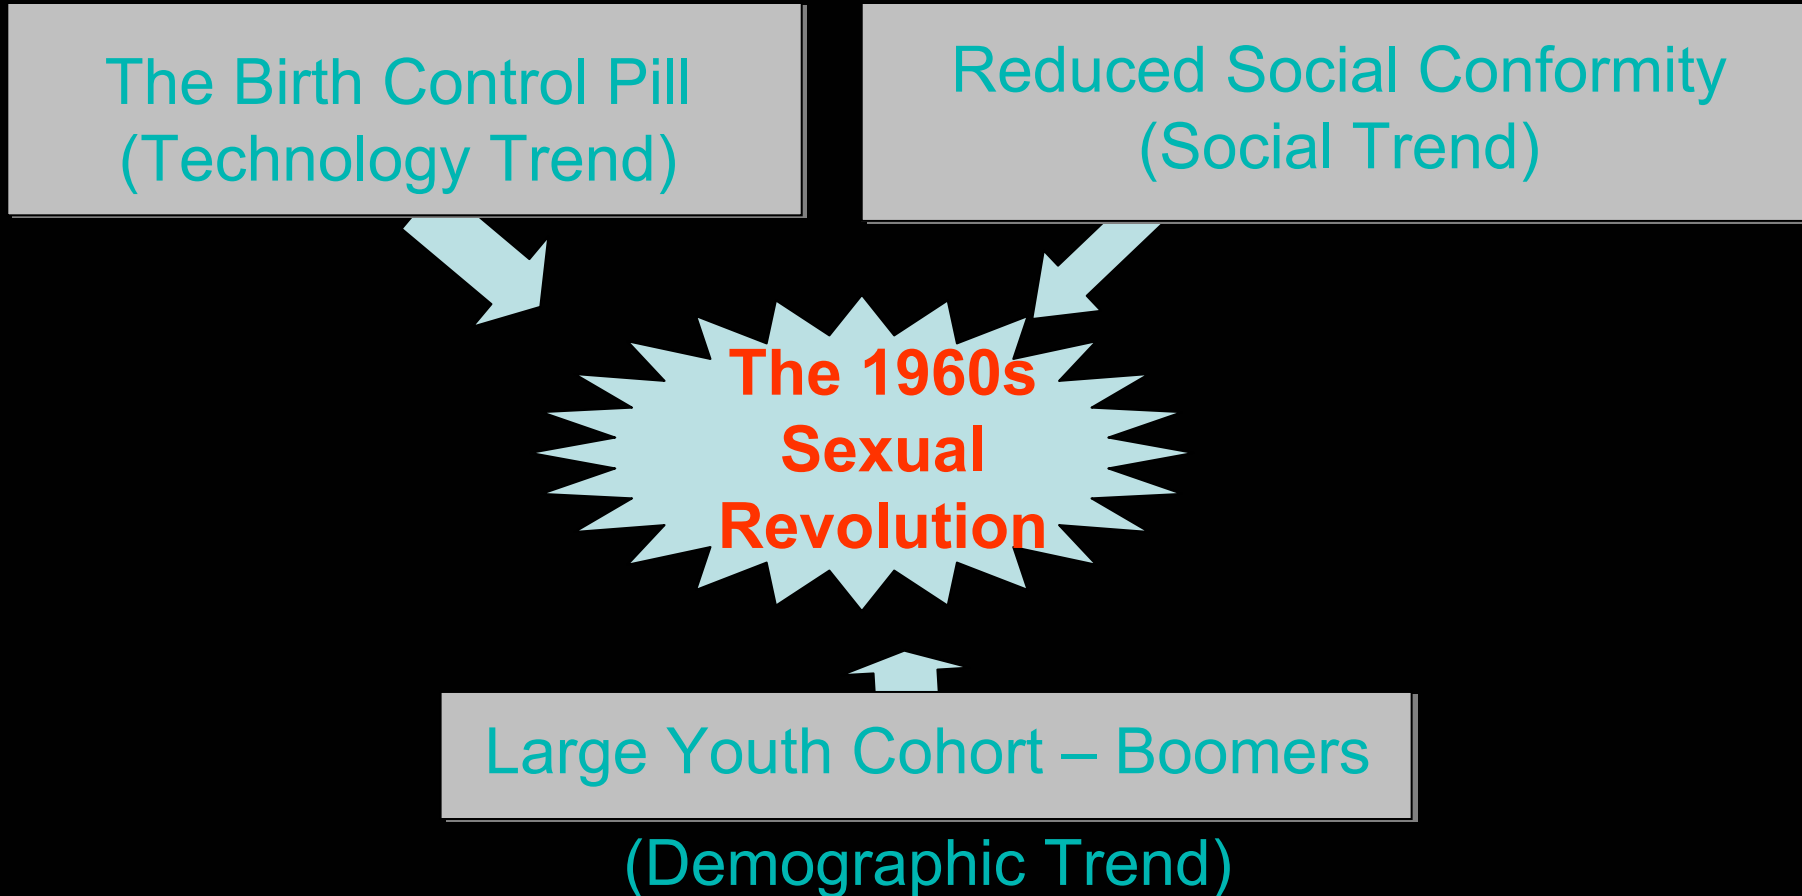 The Birth Control Pill
(Technology Trend)
Reduced Social Conformity
(Social Trend)
The 1960s
Sexual
Revolution
Large Youth Cohort – Boomers
(Demographic Trend)